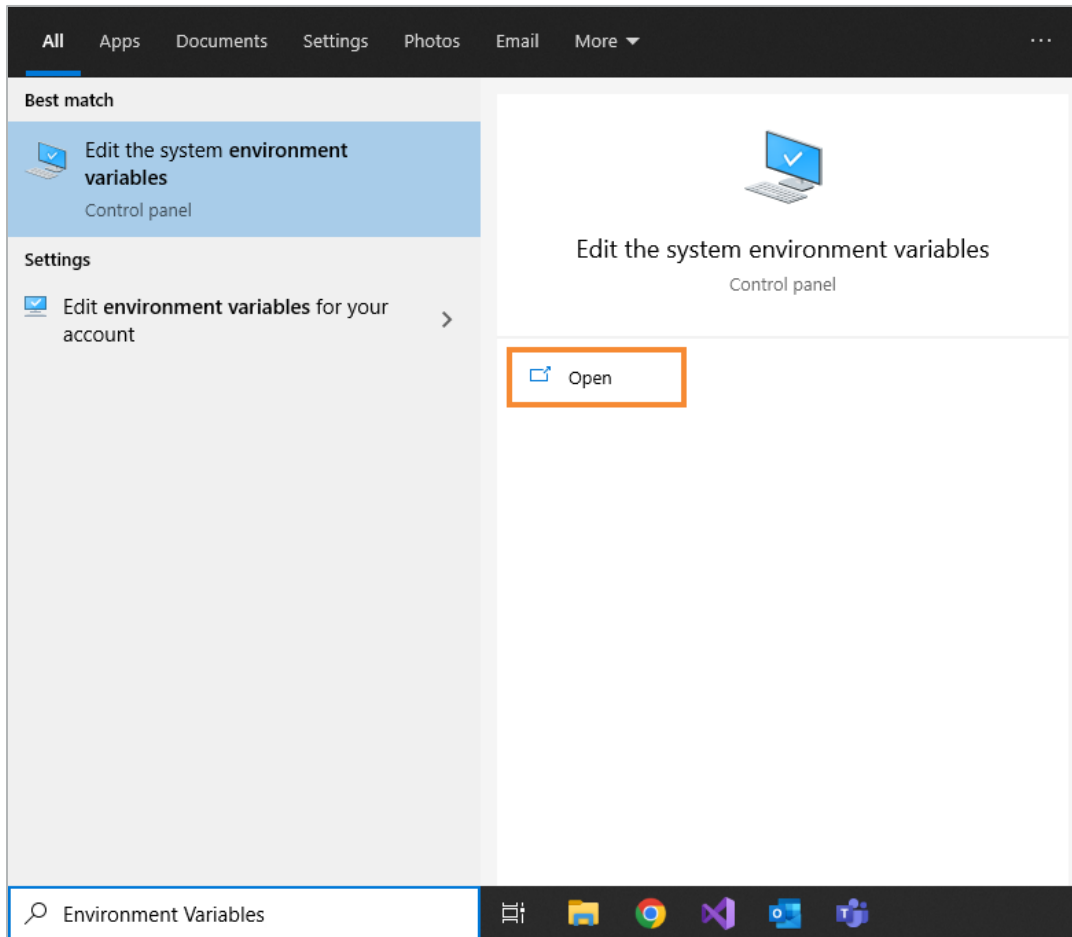 All Apps Documents Settings Photos Email More ...
Best match
Edit the system environment
variables
Control panel
Settings
Edit environment variables for your
account
Edit the system environment variables
Control panel
Open
Environment Variables